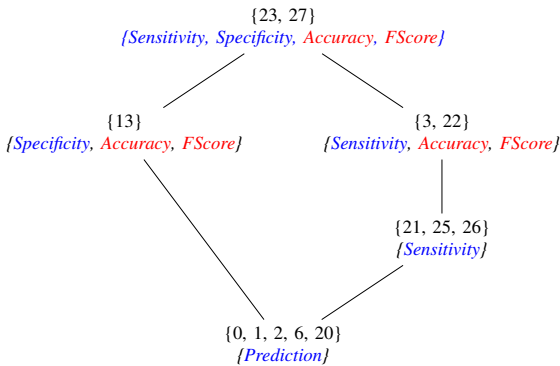 {23, 27}
{Sensitivity, Specificity, Accuracy, FScore}
{13}
{Specificity, Accuracy, FScore}
{3, 22}
{Sensitivity, Accuracy, FScore}
{21, 25, 26}
{Sensitivity}
{0, 1, 2, 6, 20}
{Prediction}